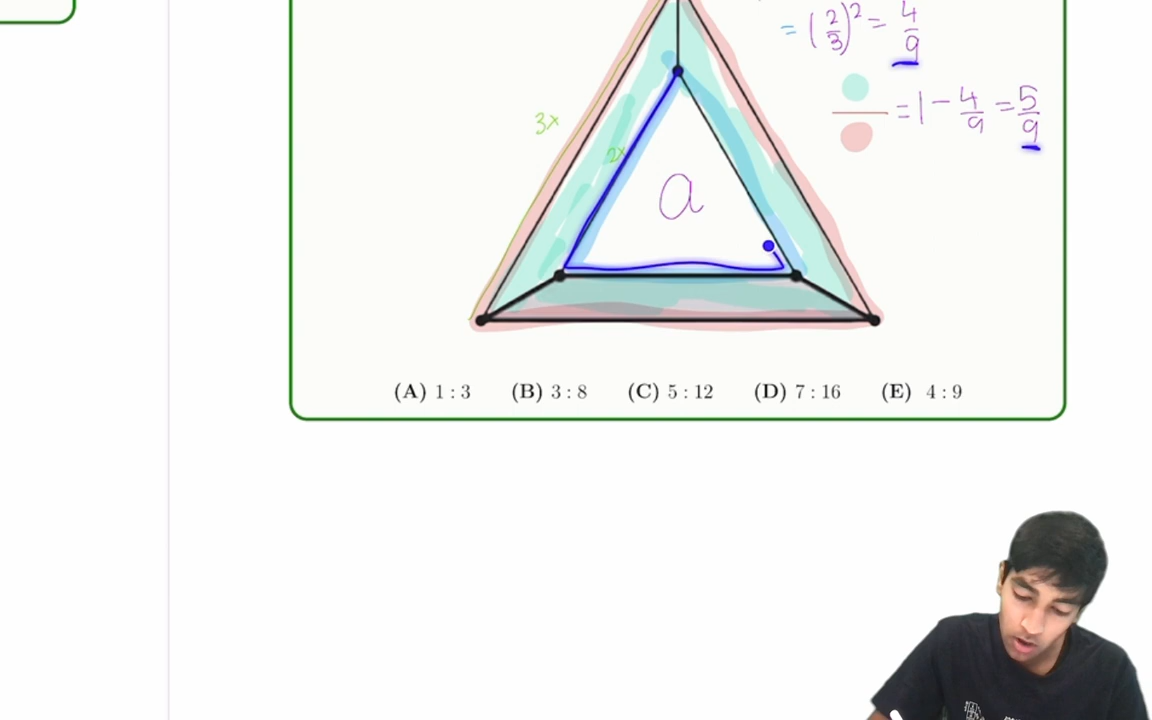 = (2/3)² = 4/9
= 1 - 4/9 = 5/9
3x
2x
a
(A) 1 : 3 (B) 3 : 8 (C) 5 : 12 (D) 7 : 16 (E) 4 : 9